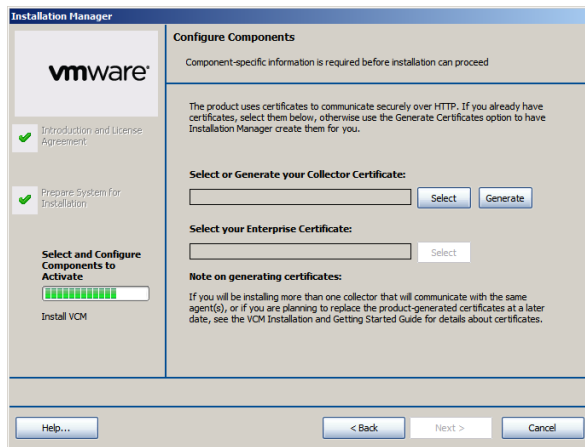 Installation Manager
vmware®
Introduction and License
Agreement
Prepare System for
Installation
Select and Configure
Components to
Activate
Install VCM
Configure Components
Component-specific information is required before installation can proceed
The product uses certificates to communicate securely over HTTP. If you already have
certificates, select them below, otherwise use the Generate Certificates option to have
Installation Manager create them for you.
Select or Generate your Collector Certificate:
Select Generate
Select your Enterprise Certificate:
Select
Note on generating certificates:
If you will be installing more than one collector that will communicate with the same
agent(s), or if you are planning to replace the product-generated certificates at a later
date, see the VCM Installation and Getting Started Guide for details about certificates.
Help... < Back Next > Cancel